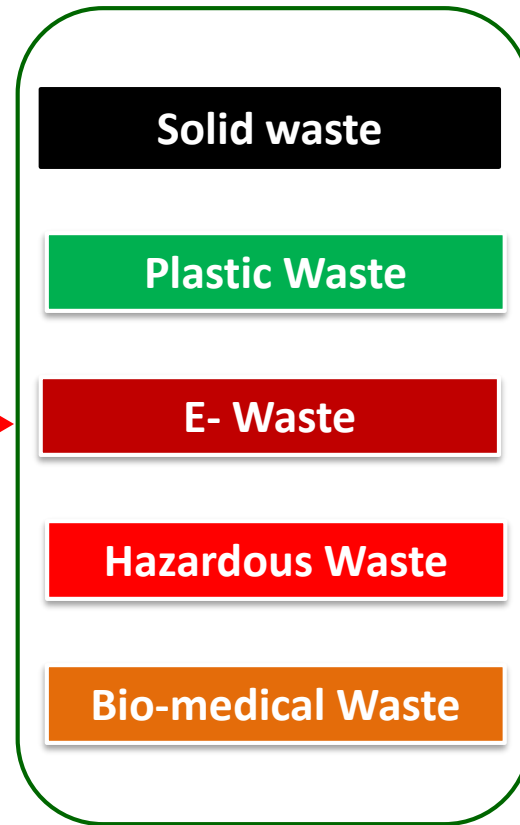 Solid waste
Plastic Waste
E- Waste
Hazardous Waste
Bio-medical Waste